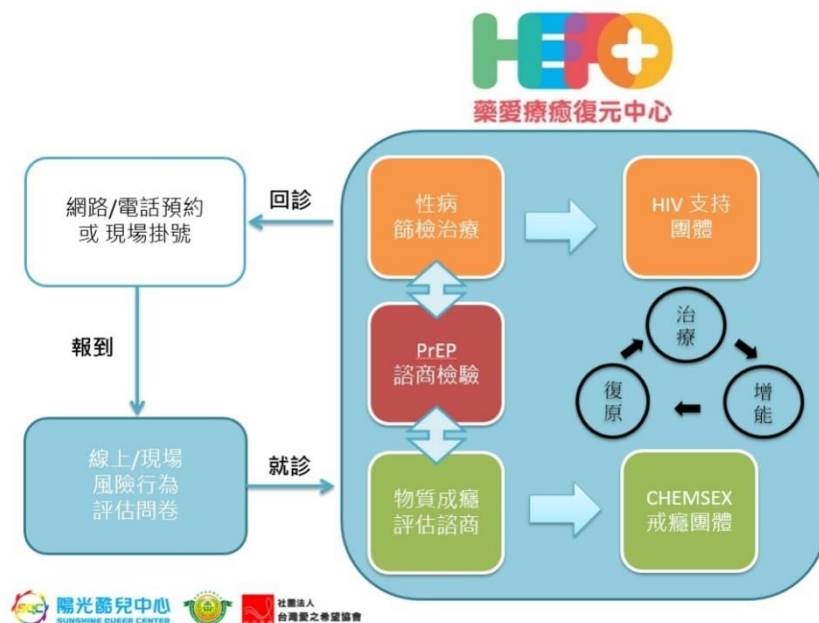 HERO
藥愛療癒復元中心
網路/電話預約
或 現場掛號
回診
報到
線上/現場
風險行為
評估問卷
就診
性病
篩檢治療
PrEP
諮商檢驗
物質成癮
評估諮商
HIV 支持
團體
治療
增能
復原
CHEMSEX
戒癮團體
SQC
陽光酷兒中心
SUNSHINE QUEER CENTER
社團法人
台灣愛之希望協會